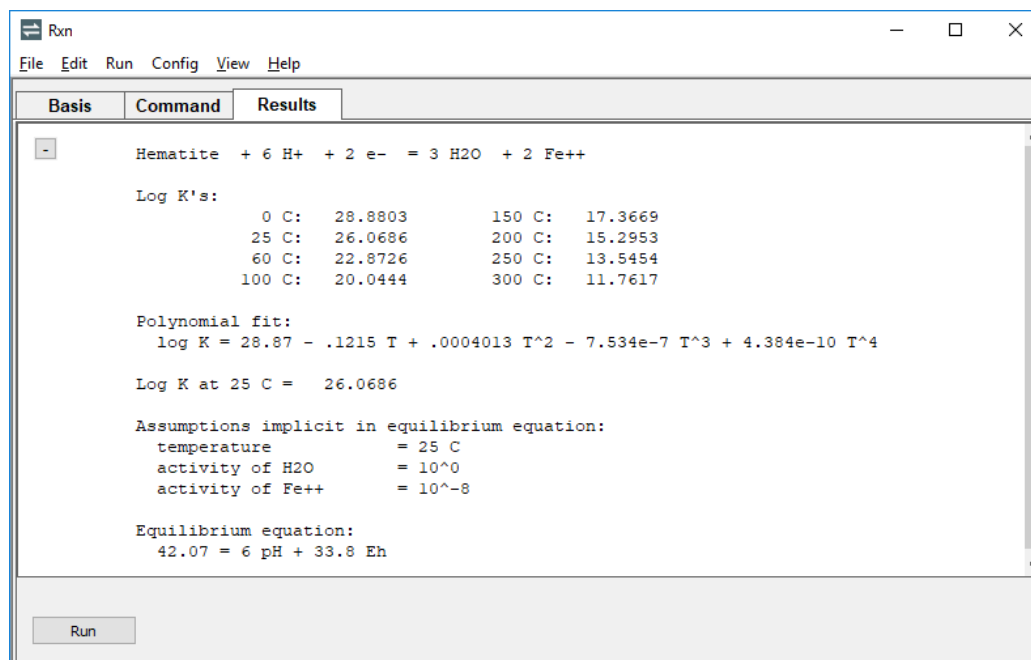 Rxn
File Edit Run Config View Help
Basis Command Results
-
Hematite + 6 H+ + 2 e- = 3 H2O + 2 Fe++
Log K's:
0 C: 28.8803 150 C: 17.3669
25 C: 26.0686 200 C: 15.2953
60 C: 22.8726 250 C: 13.5454
100 C: 20.0444 300 C: 11.7617
Polynomial fit:
log K = 28.87 - .1215 T + .0004013 T^2 - 7.534e-7 T^3 + 4.384e-10 T^4
Log K at 25 C = 26.0686
Assumptions implicit in equilibrium equation:
temperature = 25 C
activity of H2O = 10^0
activity of Fe++ = 10^-8
Equilibrium equation:
42.07 = 6 pH + 33.8 Eh
Run